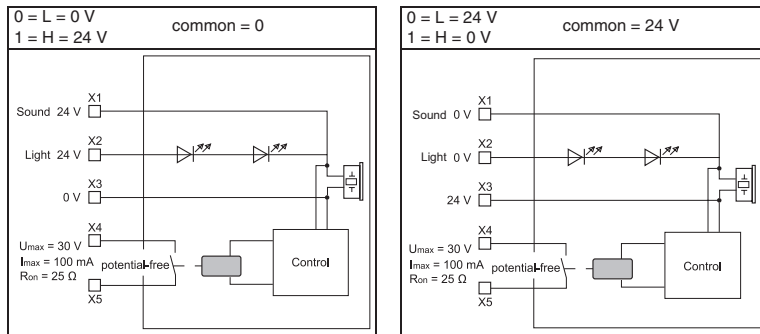 0 = L = 0 V
1 = H = 24 V
common = 0
X1
Sound 24 V
X2
Light 24 V
X3
0 V
X4
Umax = 30 V
Imax = 100 mA
Ron = 25 Ω
potential-free
X5
Control
0 = L = 24 V
1 = H = 0 V
common = 24 V
X1
Sound 0 V
X2
Light 0 V
X3
24 V
X4
Umax = 30 V
Imax = 100 mA
Ron = 25 Ω
potential-free
X5
Control